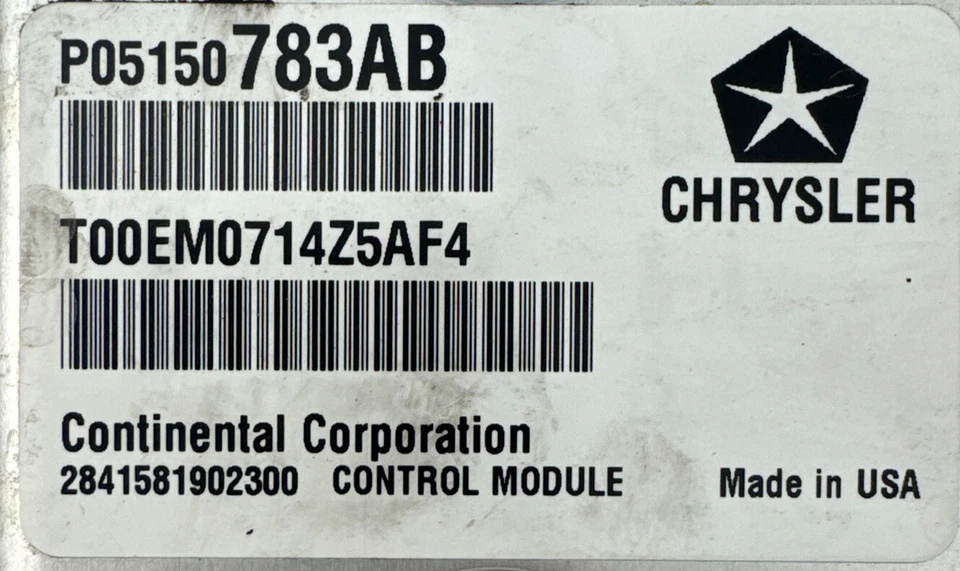 P05150783AB
CHRYSLER
T00EM0714Z5AF4
Continental Corporation
2841581902300 CONTROL MODULE
Made in USA